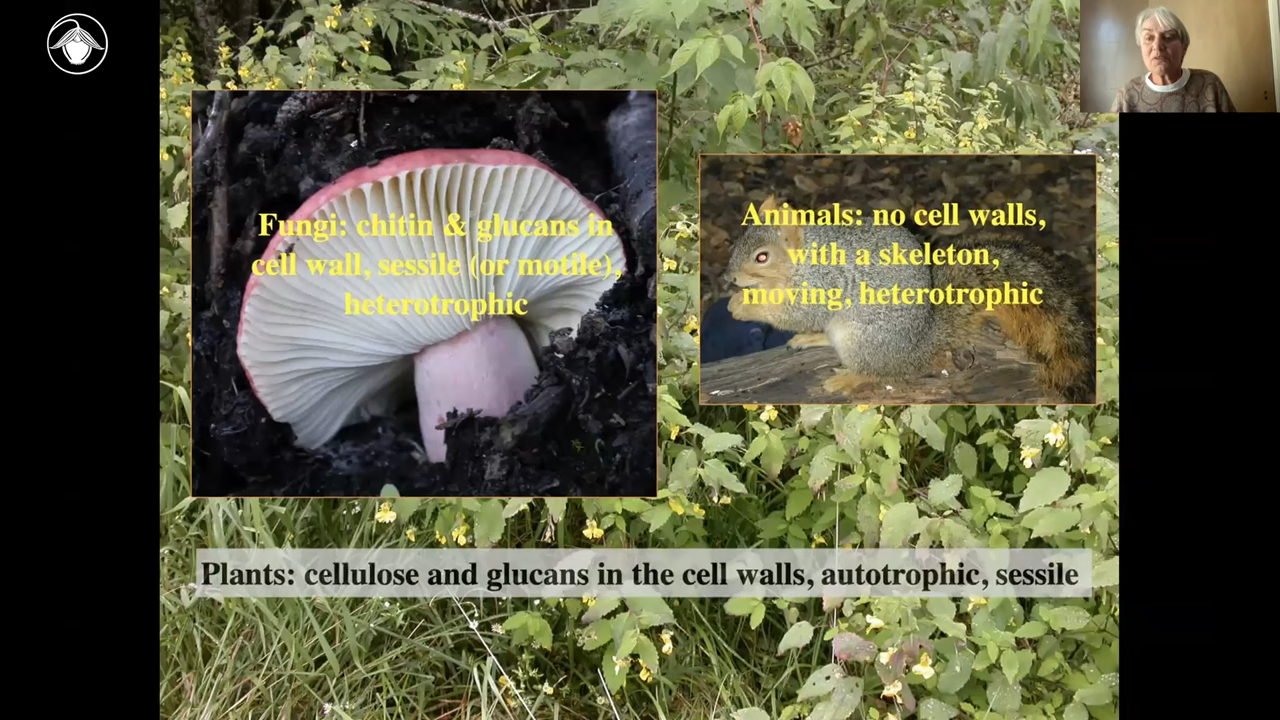 Fungi: chitin & glucans in
cell wall, sessile (or motile),
heterotrophic
Animals: no cell walls,
with a skeleton,
moving, heterotrophic
Plants: cellulose and glucans in the cell walls, autotrophic, sessile